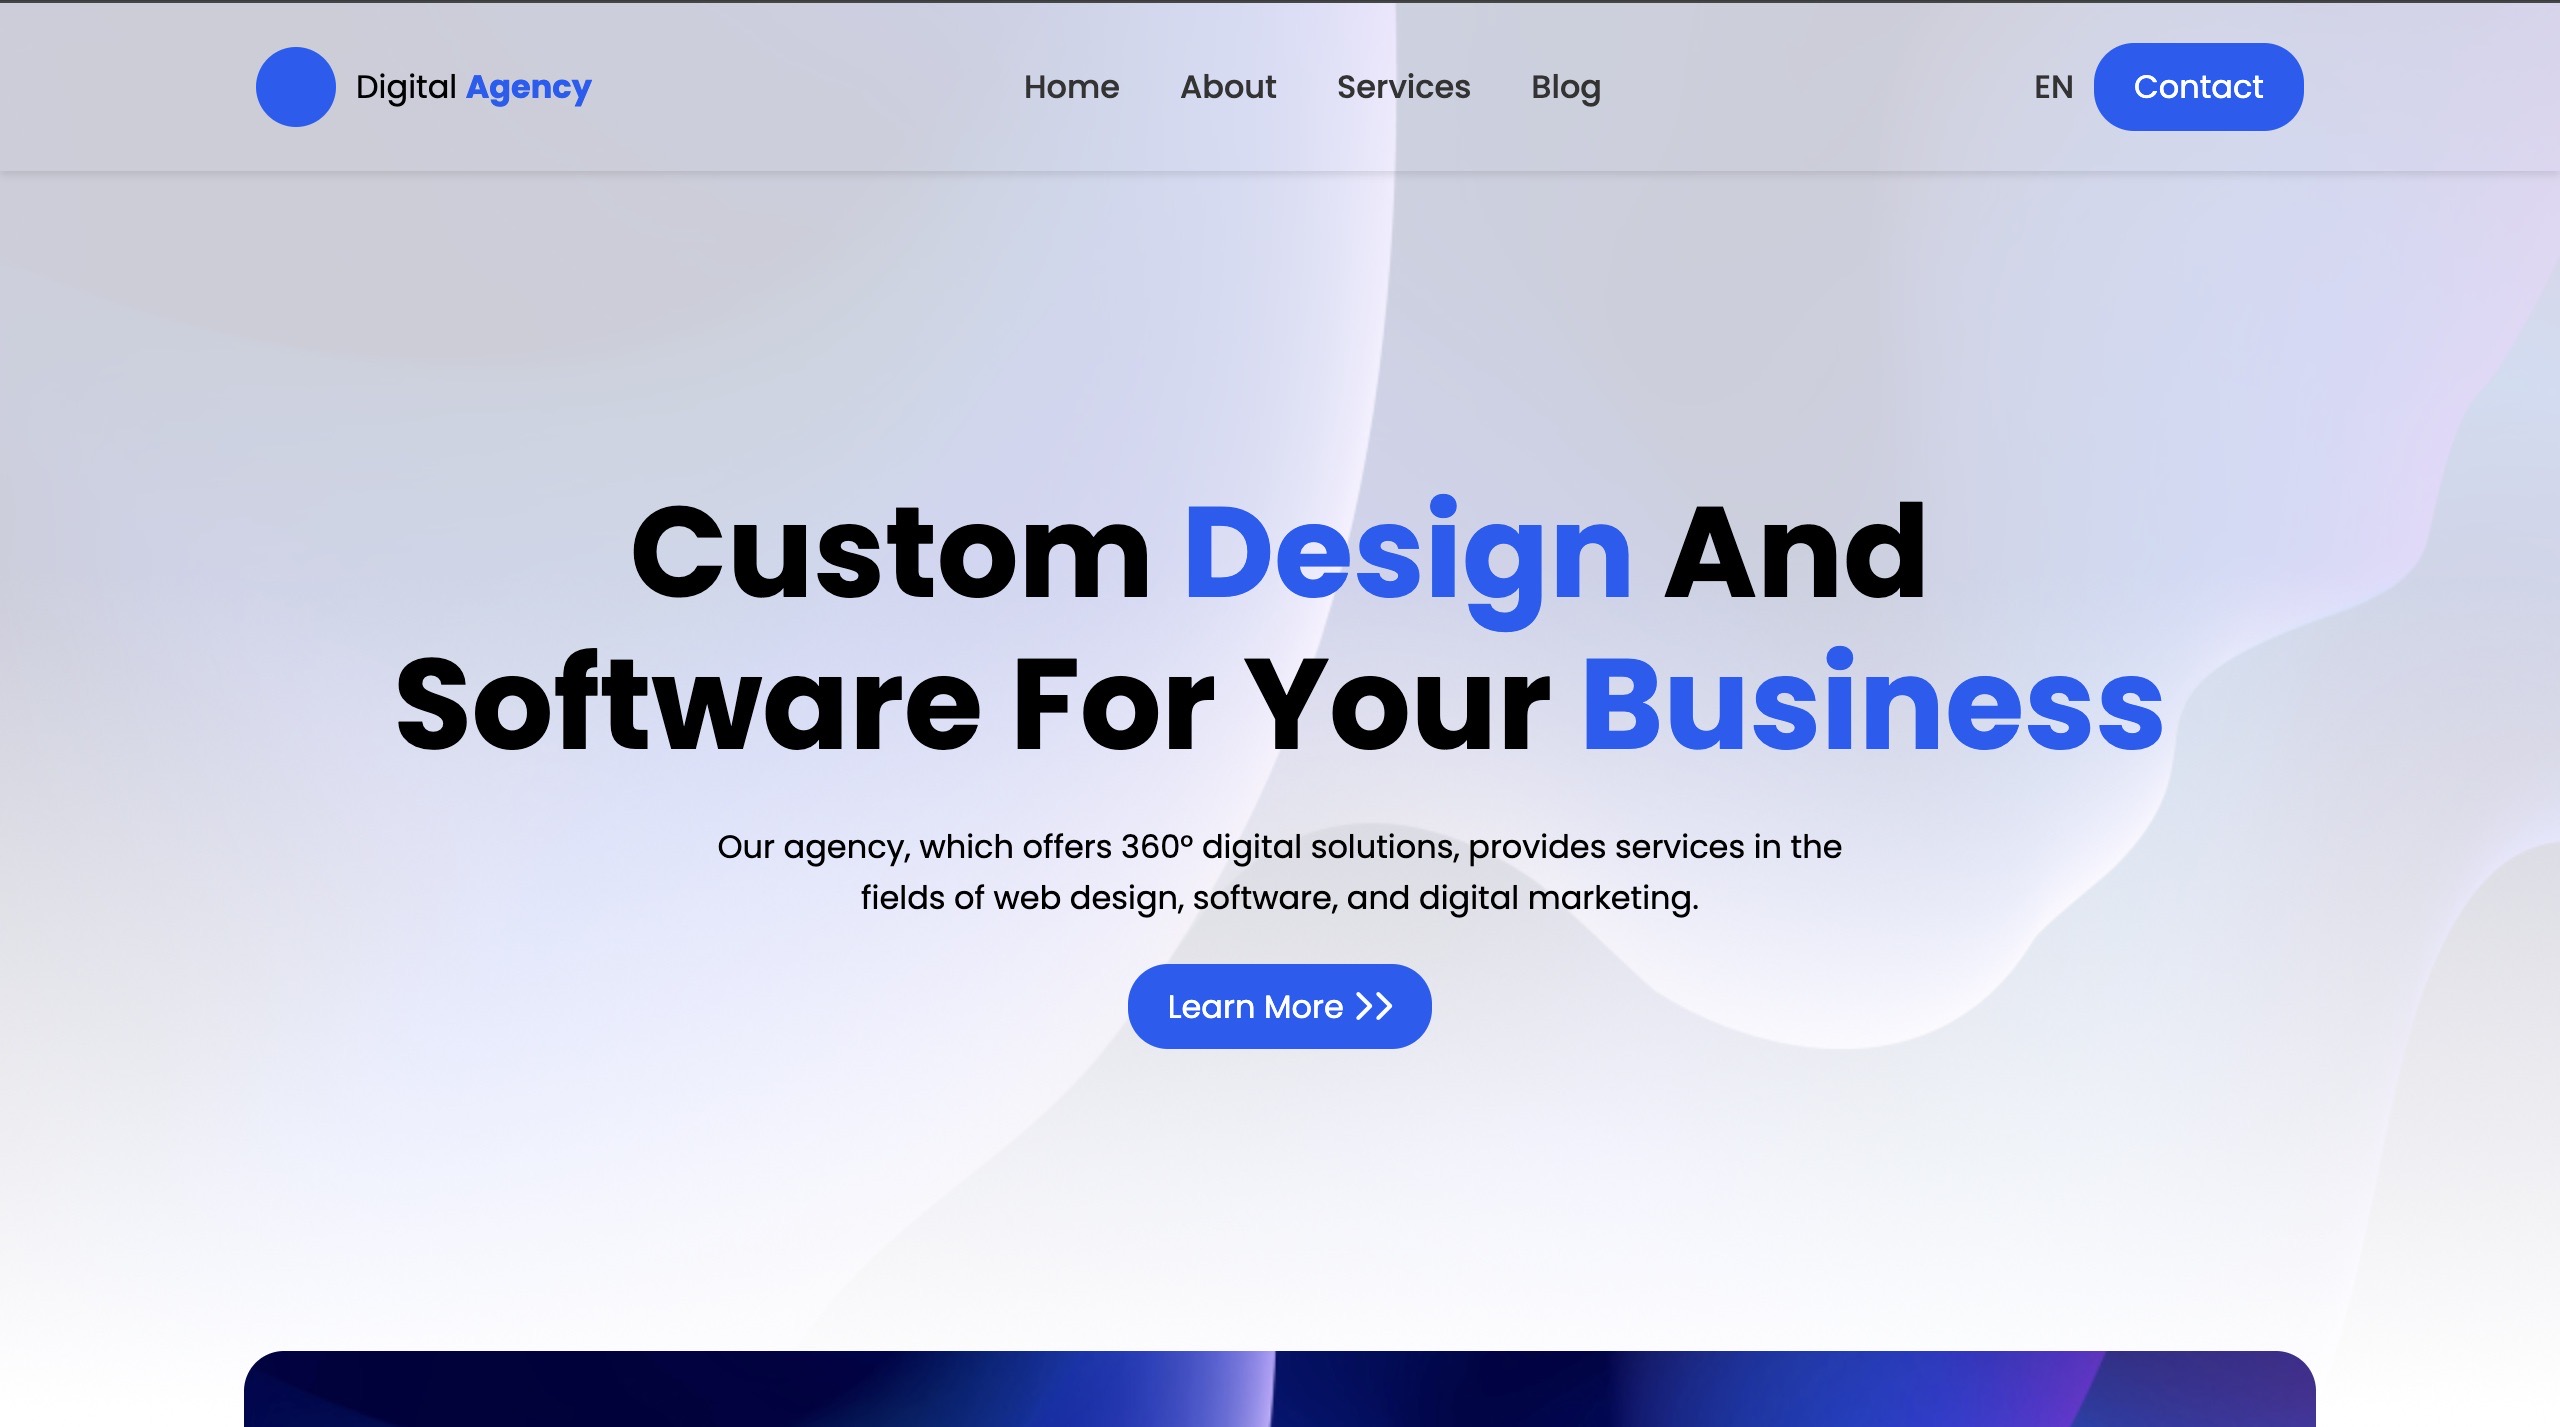 Digital Agency
Home About Services Blog
EN Contact
Custom Design And
Software For Your Business
Our agency, which offers 360° digital solutions, provides services in the
fields of web design, software, and digital marketing.
Learn More